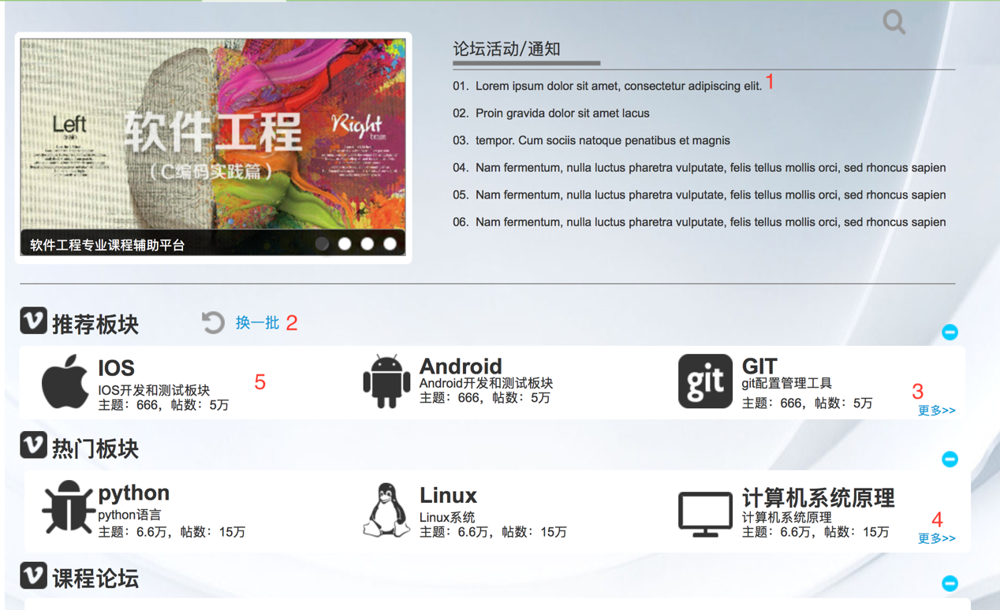 Left
brain
Right
brain
软件工程
（C编码实践篇）
软件工程专业课程辅助平台
论坛活动/通知
01. Lorem ipsum dolor sit amet, consectetur adipiscing elit. 1
02. Proin gravida dolor sit amet lacus
03. tempor. Cum sociis natoque penatibus et magnis
04. Nam fermentum, nulla luctus pharetra vulputate, felis tellus mollis orci, sed rhoncus sapien
05. Nam fermentum, nulla luctus pharetra vulputate, felis tellus mollis orci, sed rhoncus sapien
06. Nam fermentum, nulla luctus pharetra vulputate, felis tellus mollis orci, sed rhoncus sapien
推荐板块 换一批 2
IOS
IOS开发和测试板块
主题：666，帖数：5万
5
Android
Android开发和测试板块
主题：666，帖数：5万
git
GIT
git配置管理工具
主题：666，帖数：5万
3
更多>>
热门板块
python
python语言
主题：6.6万，帖数：15万
Linux
Linux系统
主题：6.6万，帖数：15万
计算机系统原理
计算机系统原理
主题：6.6万，帖数：15万
4
更多>>
课程论坛